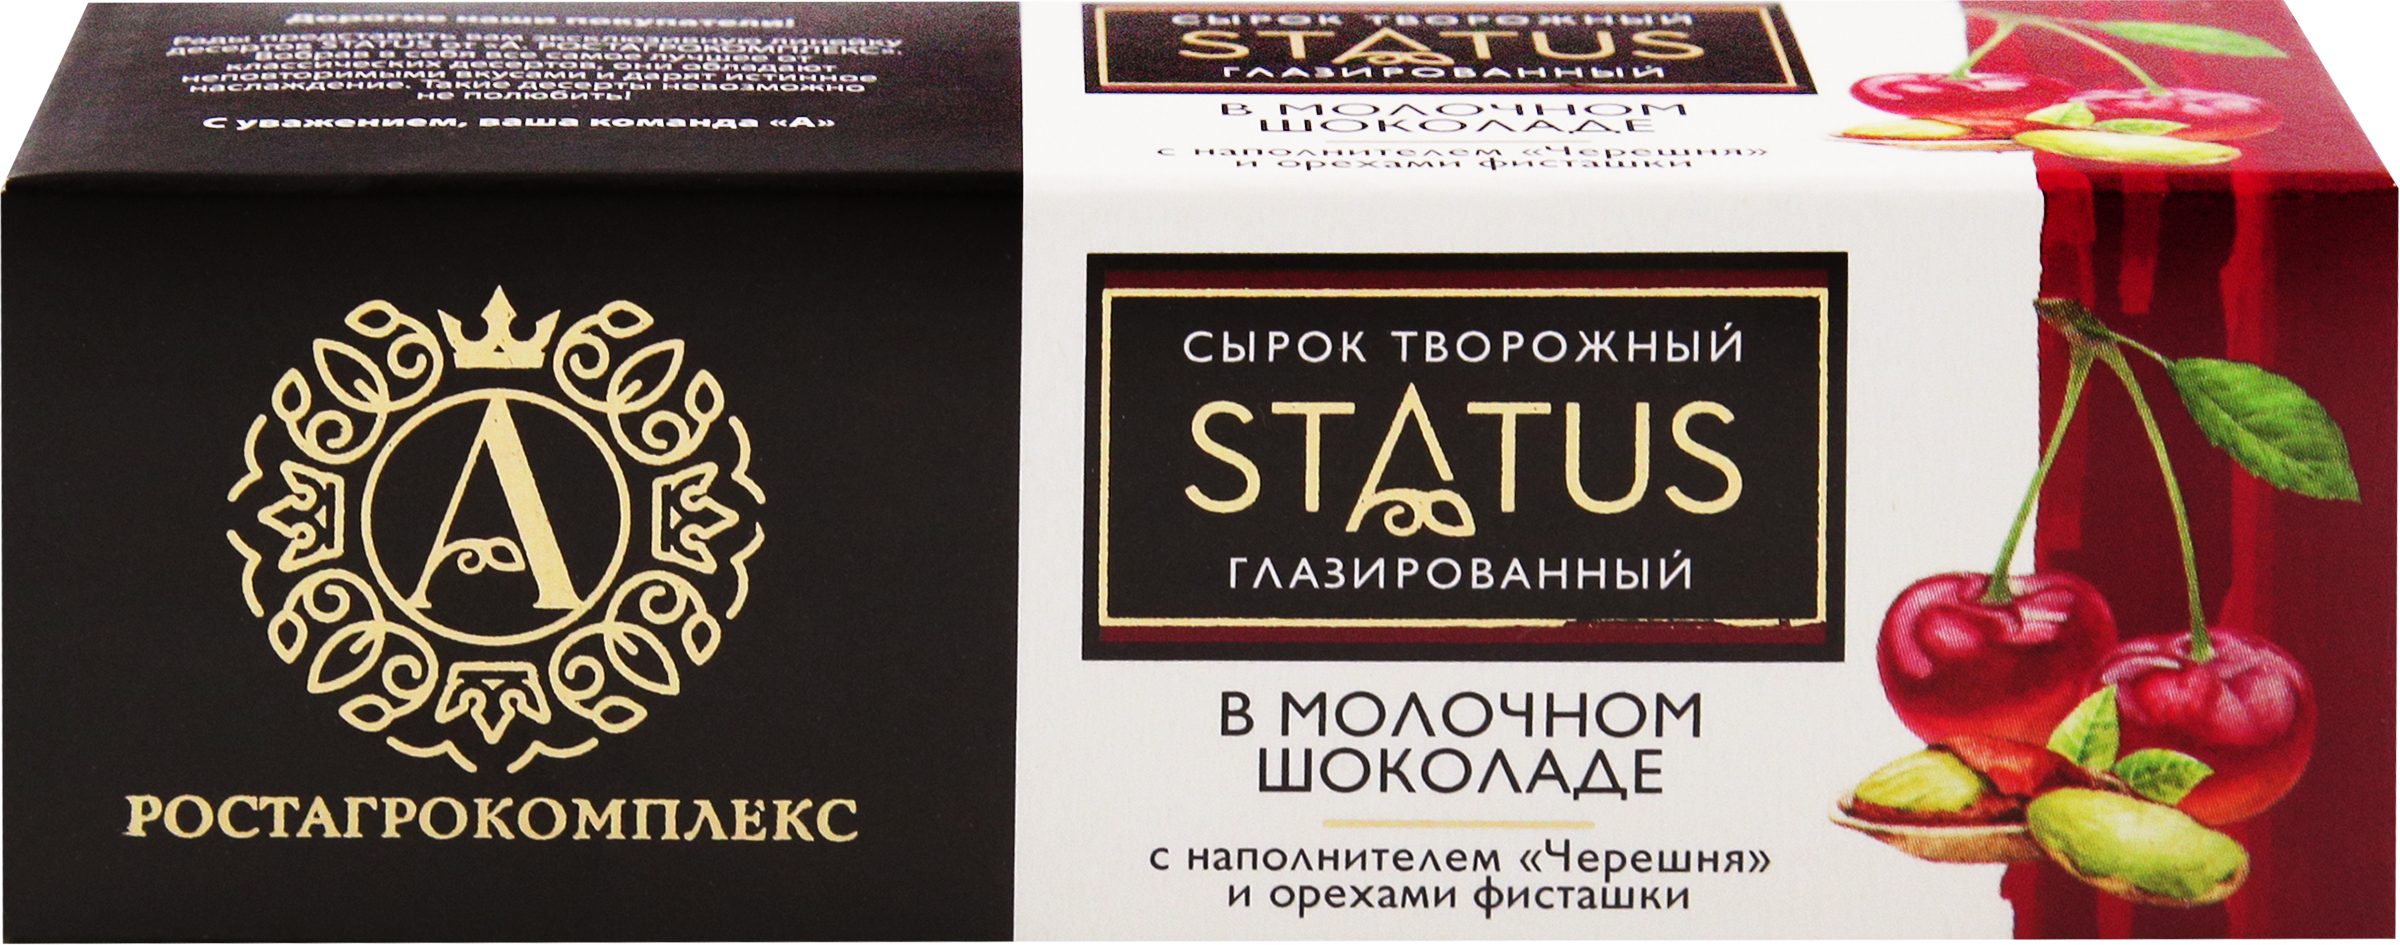 Дорогие наши покупатели!
Рады представить вам эксклюзивную линейку
десертов STATUS от «А. РОСТАГРОКОМПЛЕКС».
Вобрав в себя все самое лучшее от
классических десертов, они обладают
неповторимыми вкусами и дарят истинное
наслаждение. Такие десерты невозможно
не полюбить!
С уважением, ваша команда «А»
СЫРОК ТВОРОЖНЫЙ
STATUS
ГЛАЗИРОВАННЫЙ
В МОЛОЧНОМ
ШОКОЛАДЕ
с наполнителем «Черешня»
и орехами фисташки
А
РОСТАГРОКОМПЛЕКС
СЫРОК ТВОРОЖНЫЙ
STATUS
ГЛАЗИРОВАННЫЙ
В МОЛОЧНОМ
ШОКОЛАДЕ
с наполнителем «Черешня»
и орехами фисташки